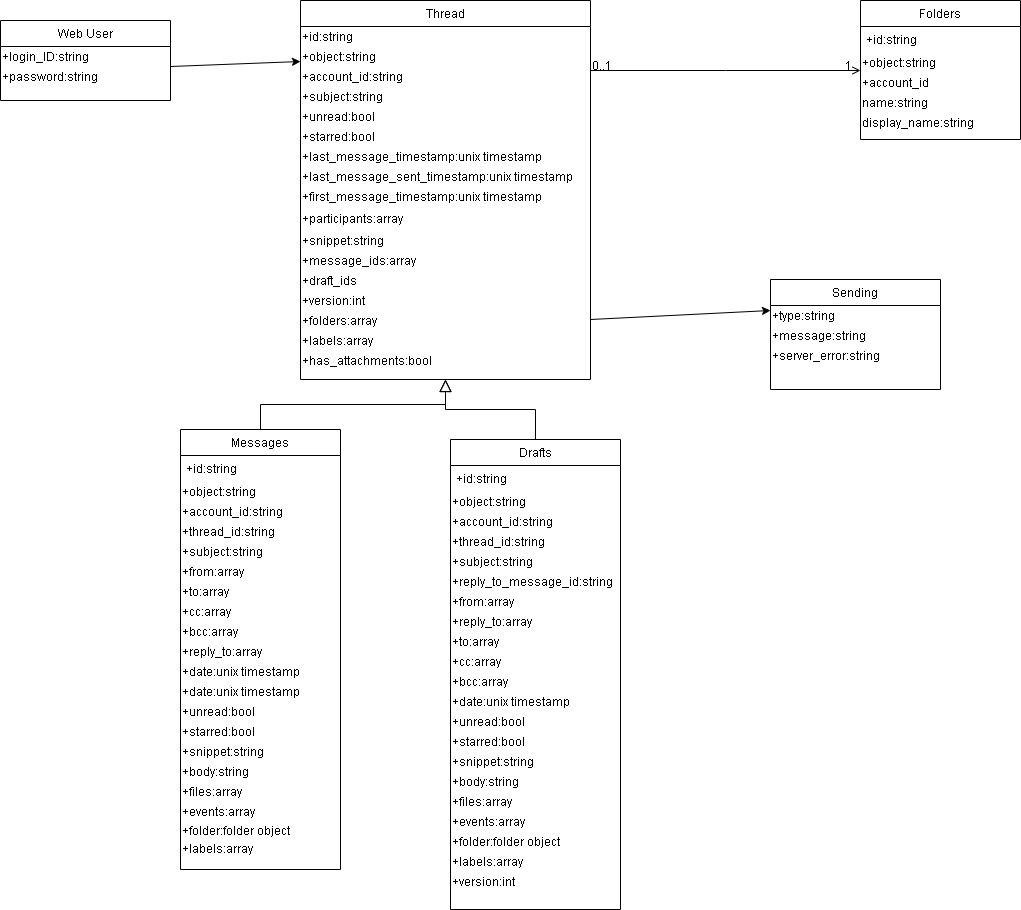 Web User
+login_ID:string
+password:string
Thread
+id:string
+object:string
+account_id:string
+subject:string
+unread:bool
+starred:bool
+last_message_timestamp:unix timestamp
+last_message_sent_timestamp:unix timestamp
+first_message_timestamp:unix timestamp
+participants:array
+snippet:string
+message_ids:array
+draft_ids
+version:int
+folders:array
+labels:array
+has_attachments:bool
0..1
1
Folders
+id:string
+object:string
+account_id
name:string
display_name:string
Sending
+type:string
+message:string
+server_error:string
Messages
+id:string
+object:string
+account_id:string
+thread_id:string
+subject:string
+from:array
+to:array
+cc:array
+bcc:array
+reply_to:array
+date:unix timestamp
+date:unix timestamp
+unread:bool
+starred:bool
+snippet:string
+body:string
+files:array
+events:array
+folder:folder object
+labels:array
Drafts
+id:string
+object:string
+account_id:string
+thread_id:string
+subject:string
+reply_to_message_id:string
+from:array
+reply_to:array
+to:array
+cc:array
+bcc:array
+date:unix timestamp
+unread:bool
+starred:bool
+snippet:string
+body:string
+files:array
+events:array
+folder:folder object
+labels:array
+version:int